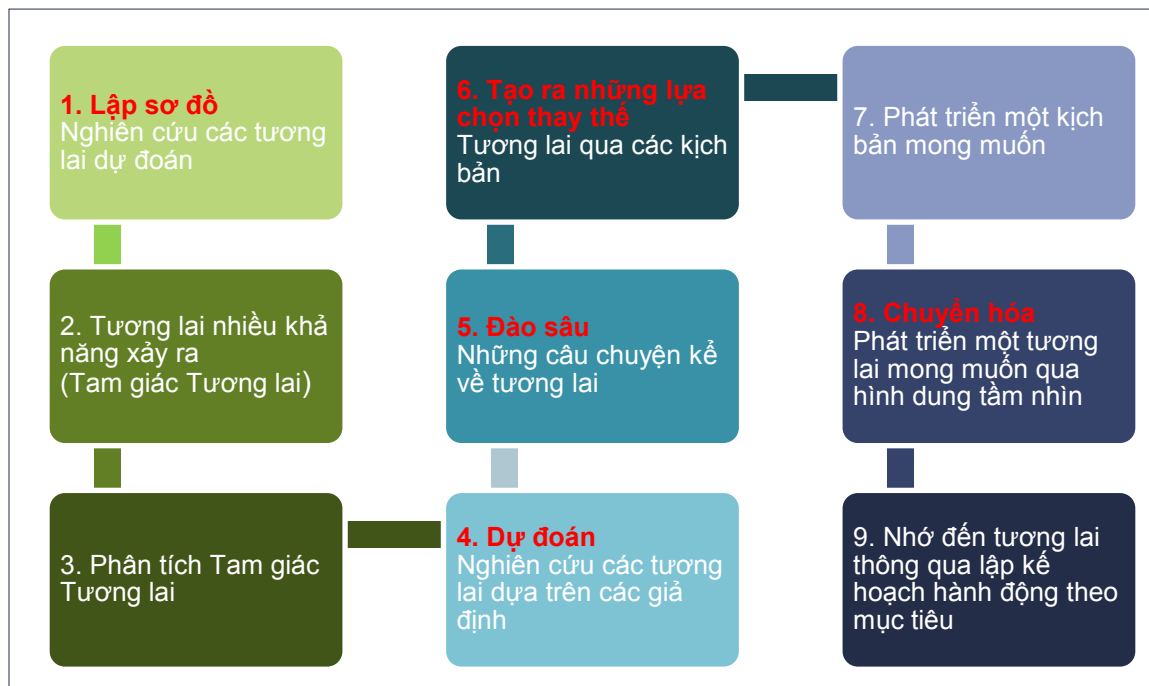 1. Lập sơ đồ
Nghiên cứu các tương
lai dự đoán
2. Tương lai nhiều khả
năng xảy ra
(Tam giác Tương lai)
3. Phân tích Tam giác
Tương lai
4. Dự đoán
Nghiên cứu các tương
lai dựa trên các giả
định
5. Đào sâu
Những câu chuyện kể
về tương lai
6. Tạo ra những lựa
chọn thay thế
Tương lai qua các kịch
bản
7. Phát triển một kịch
bản mong muốn
8. Chuyển hóa
Phát triển một tương
lai mong muốn qua
hình dung tầm nhìn
9. Nhớ đến tương lai
thông qua lập kế
hoạch hành động theo
mục tiêu